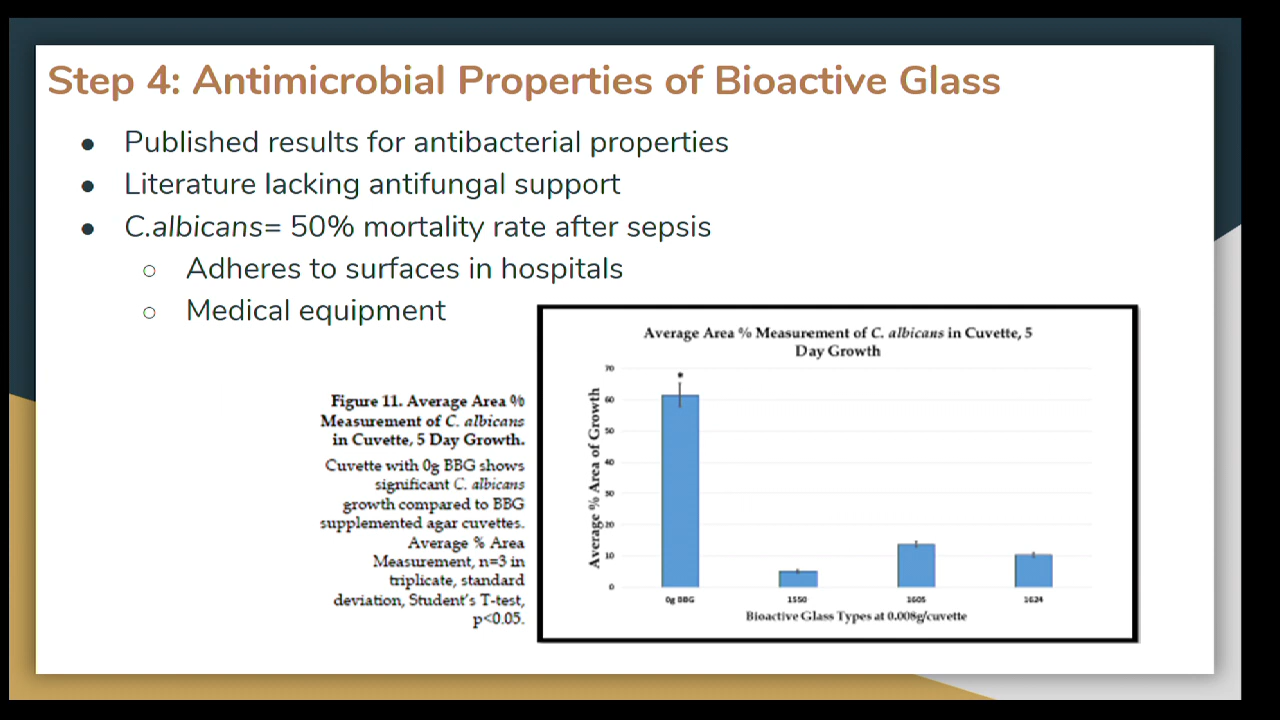 Step 4: Antimicrobial Properties of Bioactive Glass
● Published results for antibacterial properties
● Literature lacking antifungal support
● C.albicans= 50% mortality rate after sepsis
○ Adheres to surfaces in hospitals
○ Medical equipment
Figure 11. Average Area %
Measurement of C. albicans
in Cuvette, 5 Day Growth.
Cuvette with 0g BBG shows
significant C. albicans
growth compared to BBG
supplemented agar cuvettes.
Average % Area
Measurement, n=3 in
triplicate, standard
deviation, Student's T-test,
p<0.05.
Average Area % Measurement of C. albicans in Cuvette, 5
Day Growth
Average % Area of Growth
70
60
50
40
30
20
10
0
*
0g BBG 1550 1605 1624
Bioactive Glass Types at 0.008g/cuvette